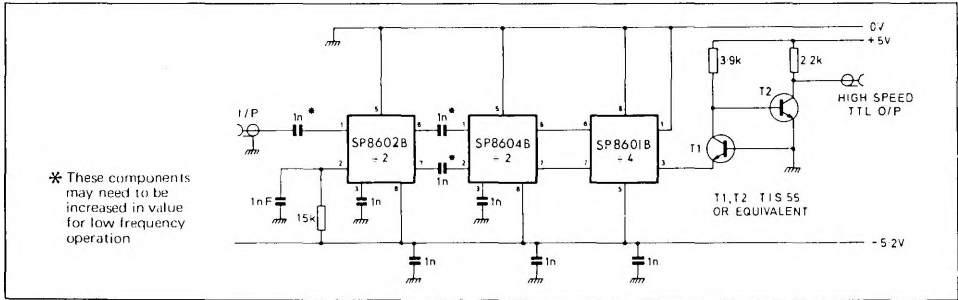 0V
+5V
3.9k
2.2k
T2
HIGH SPEED
TTL O/P
T1
T1,T2 TIS 55
OR EQUIVALENT
I/P
1n *
1
2
5
SP8602B
÷ 2
6
7
3
8
1n *
1n *
1
2
5
SP8604B
÷ 2
6
7
3
8
8
SP8601B
÷ 4
1
3
5
1nF
15k
1n
1n
-5.2V
1n
1n
1n
* These components
may need to be
increased in value
for low frequency
operation